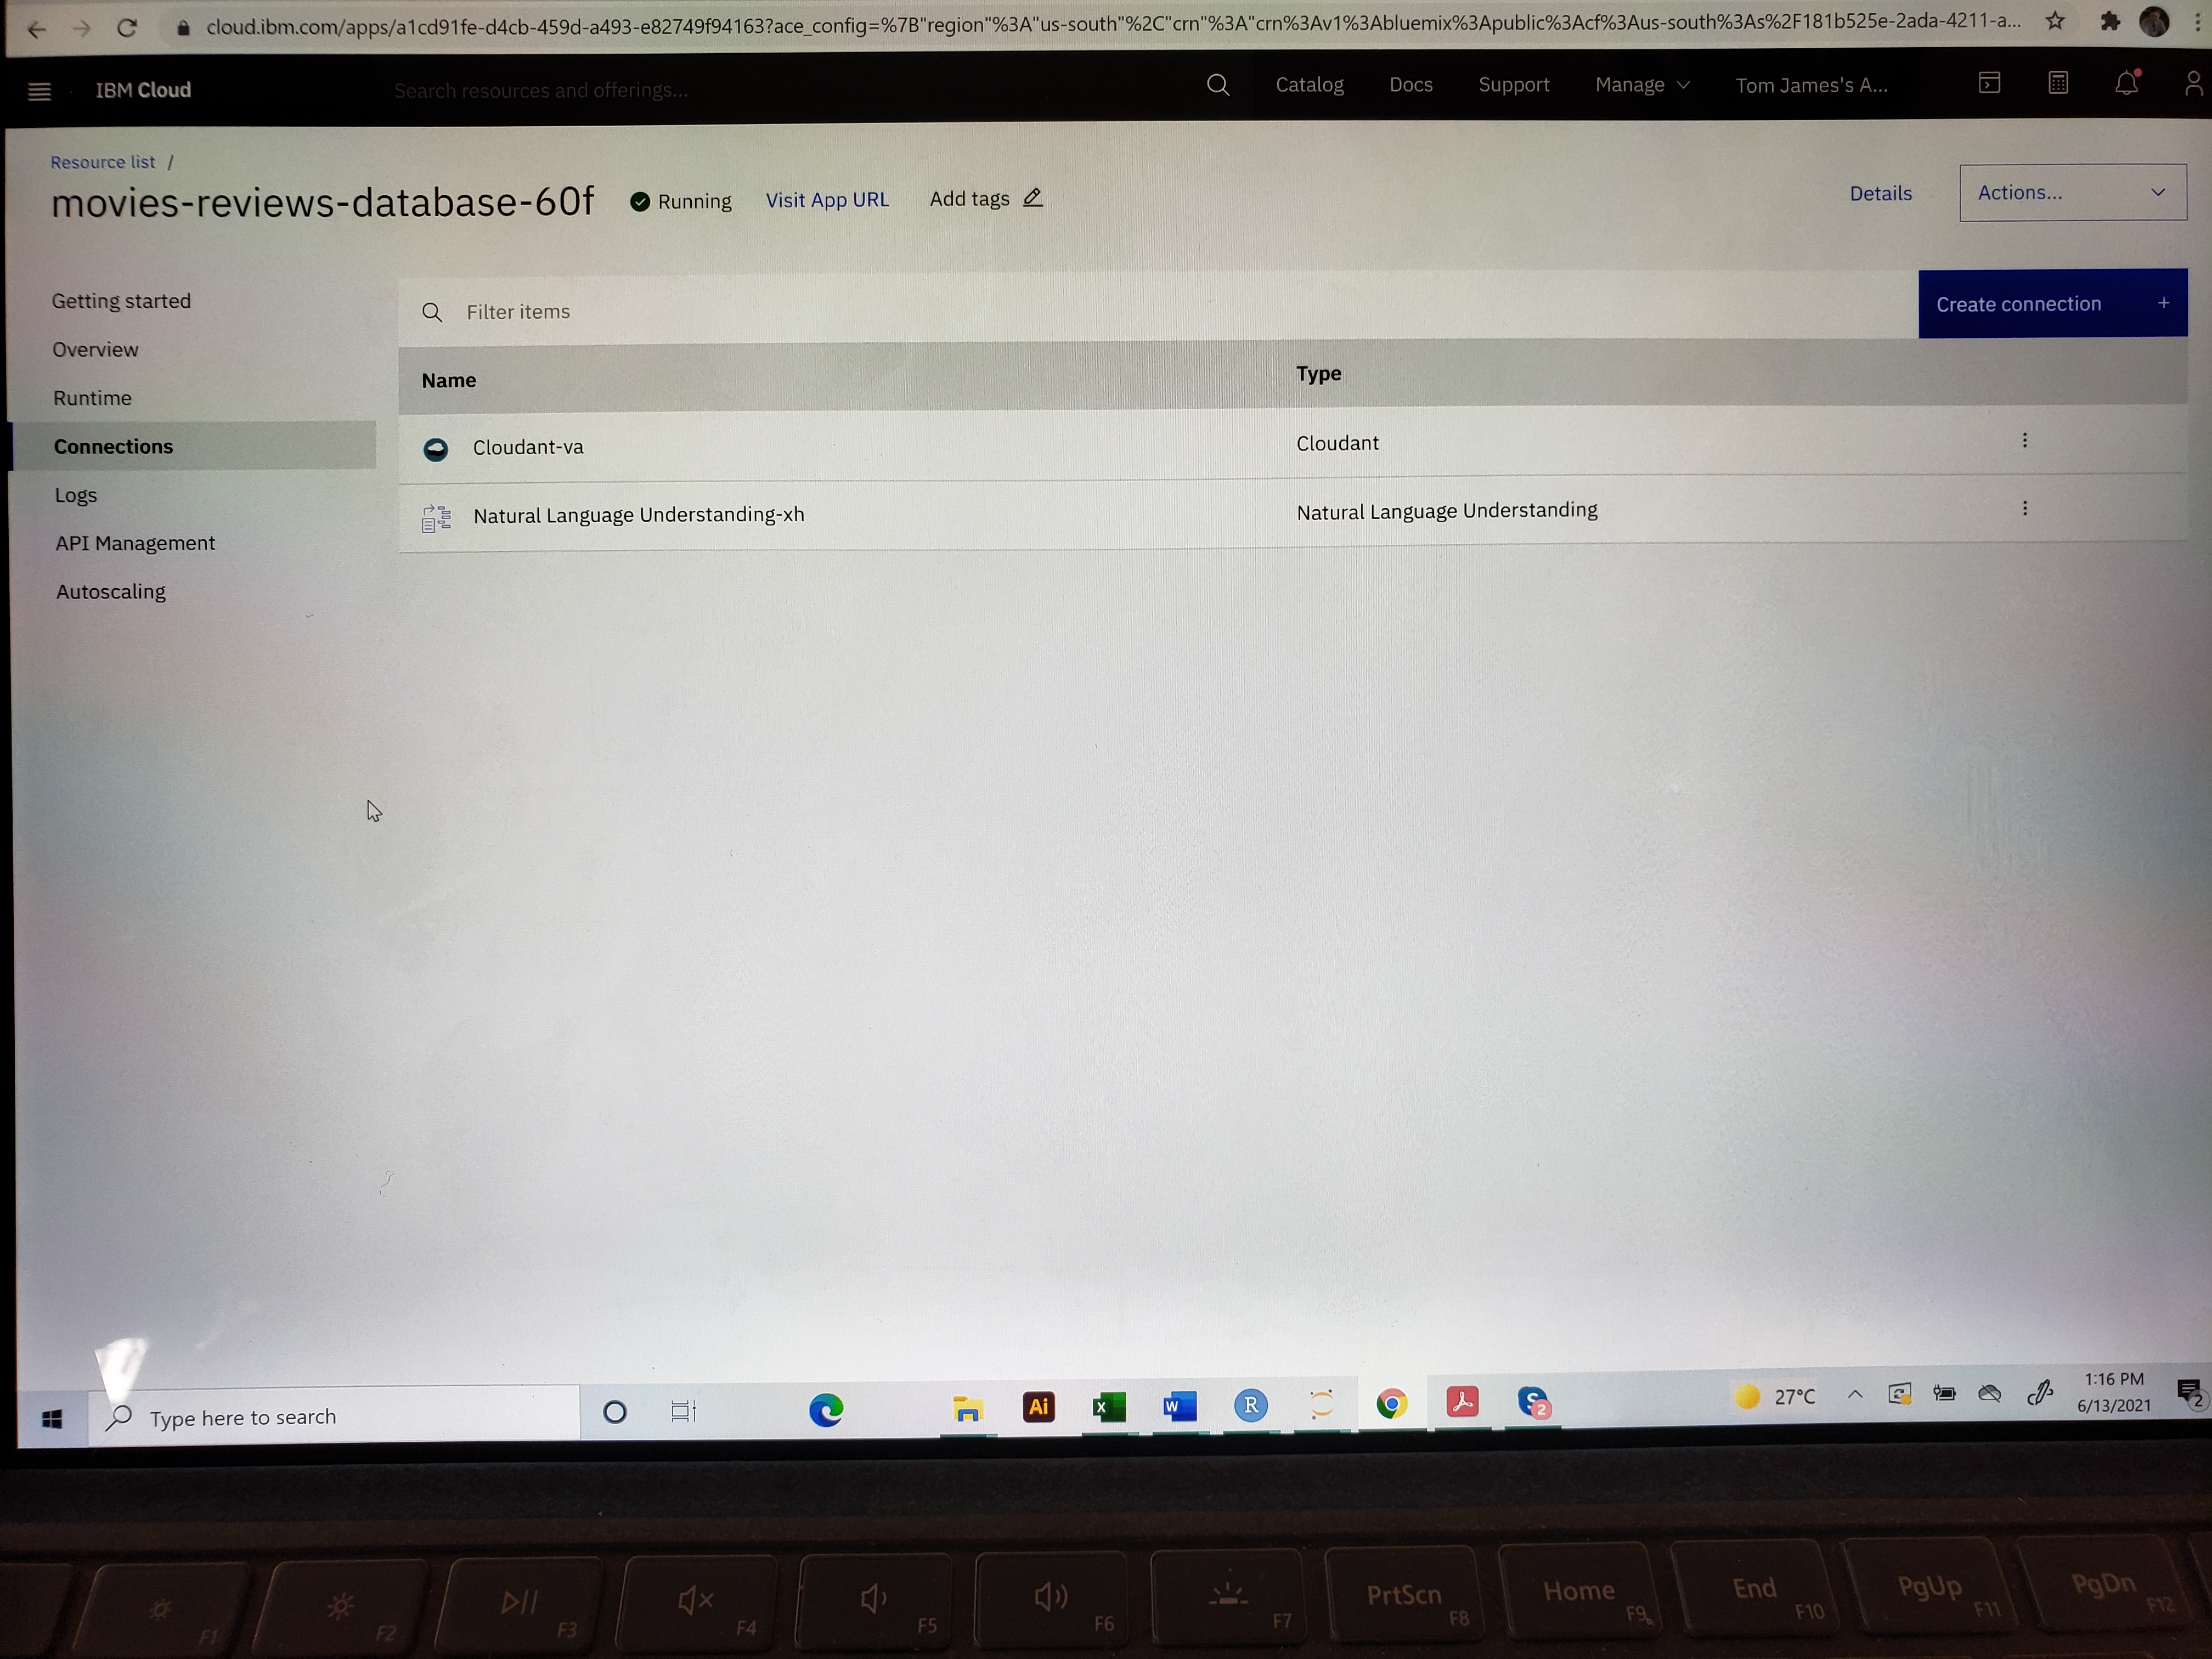 cloud.ibm.com/apps/a1cd91fe-d4cb-459d-a493-e82749f94163?ace_config=%7B"region"%3A"us-south"%2C"crn"%3A"crn%3Av1%3Abluemix%3Apublic%3Acf%3Aus-south%3As%2F181b525e-2ada-4211-a...
IBM Cloud
Search resources and offerings...
Catalog
Docs
Support
Manage
Tom James's A...
Resource list /
movies-reviews-database-60f
Running
Visit App URL
Add tags
Details
Actions...
Getting started
Overview
Runtime
Connections
Logs
API Management
Autoscaling
Filter items
Create connection +
Name
Type
Cloudant-va
Cloudant
Natural Language Understanding-xh
Natural Language Understanding
Type here to search
Ai
X
W
R
S
2
27°C
1:16 PM
6/13/2021
2
F1
F2
F3
F4
F5
F6
F7
PrtScn
F8
Home
F9
End
F10
PgUp
F11
PgDn
F12